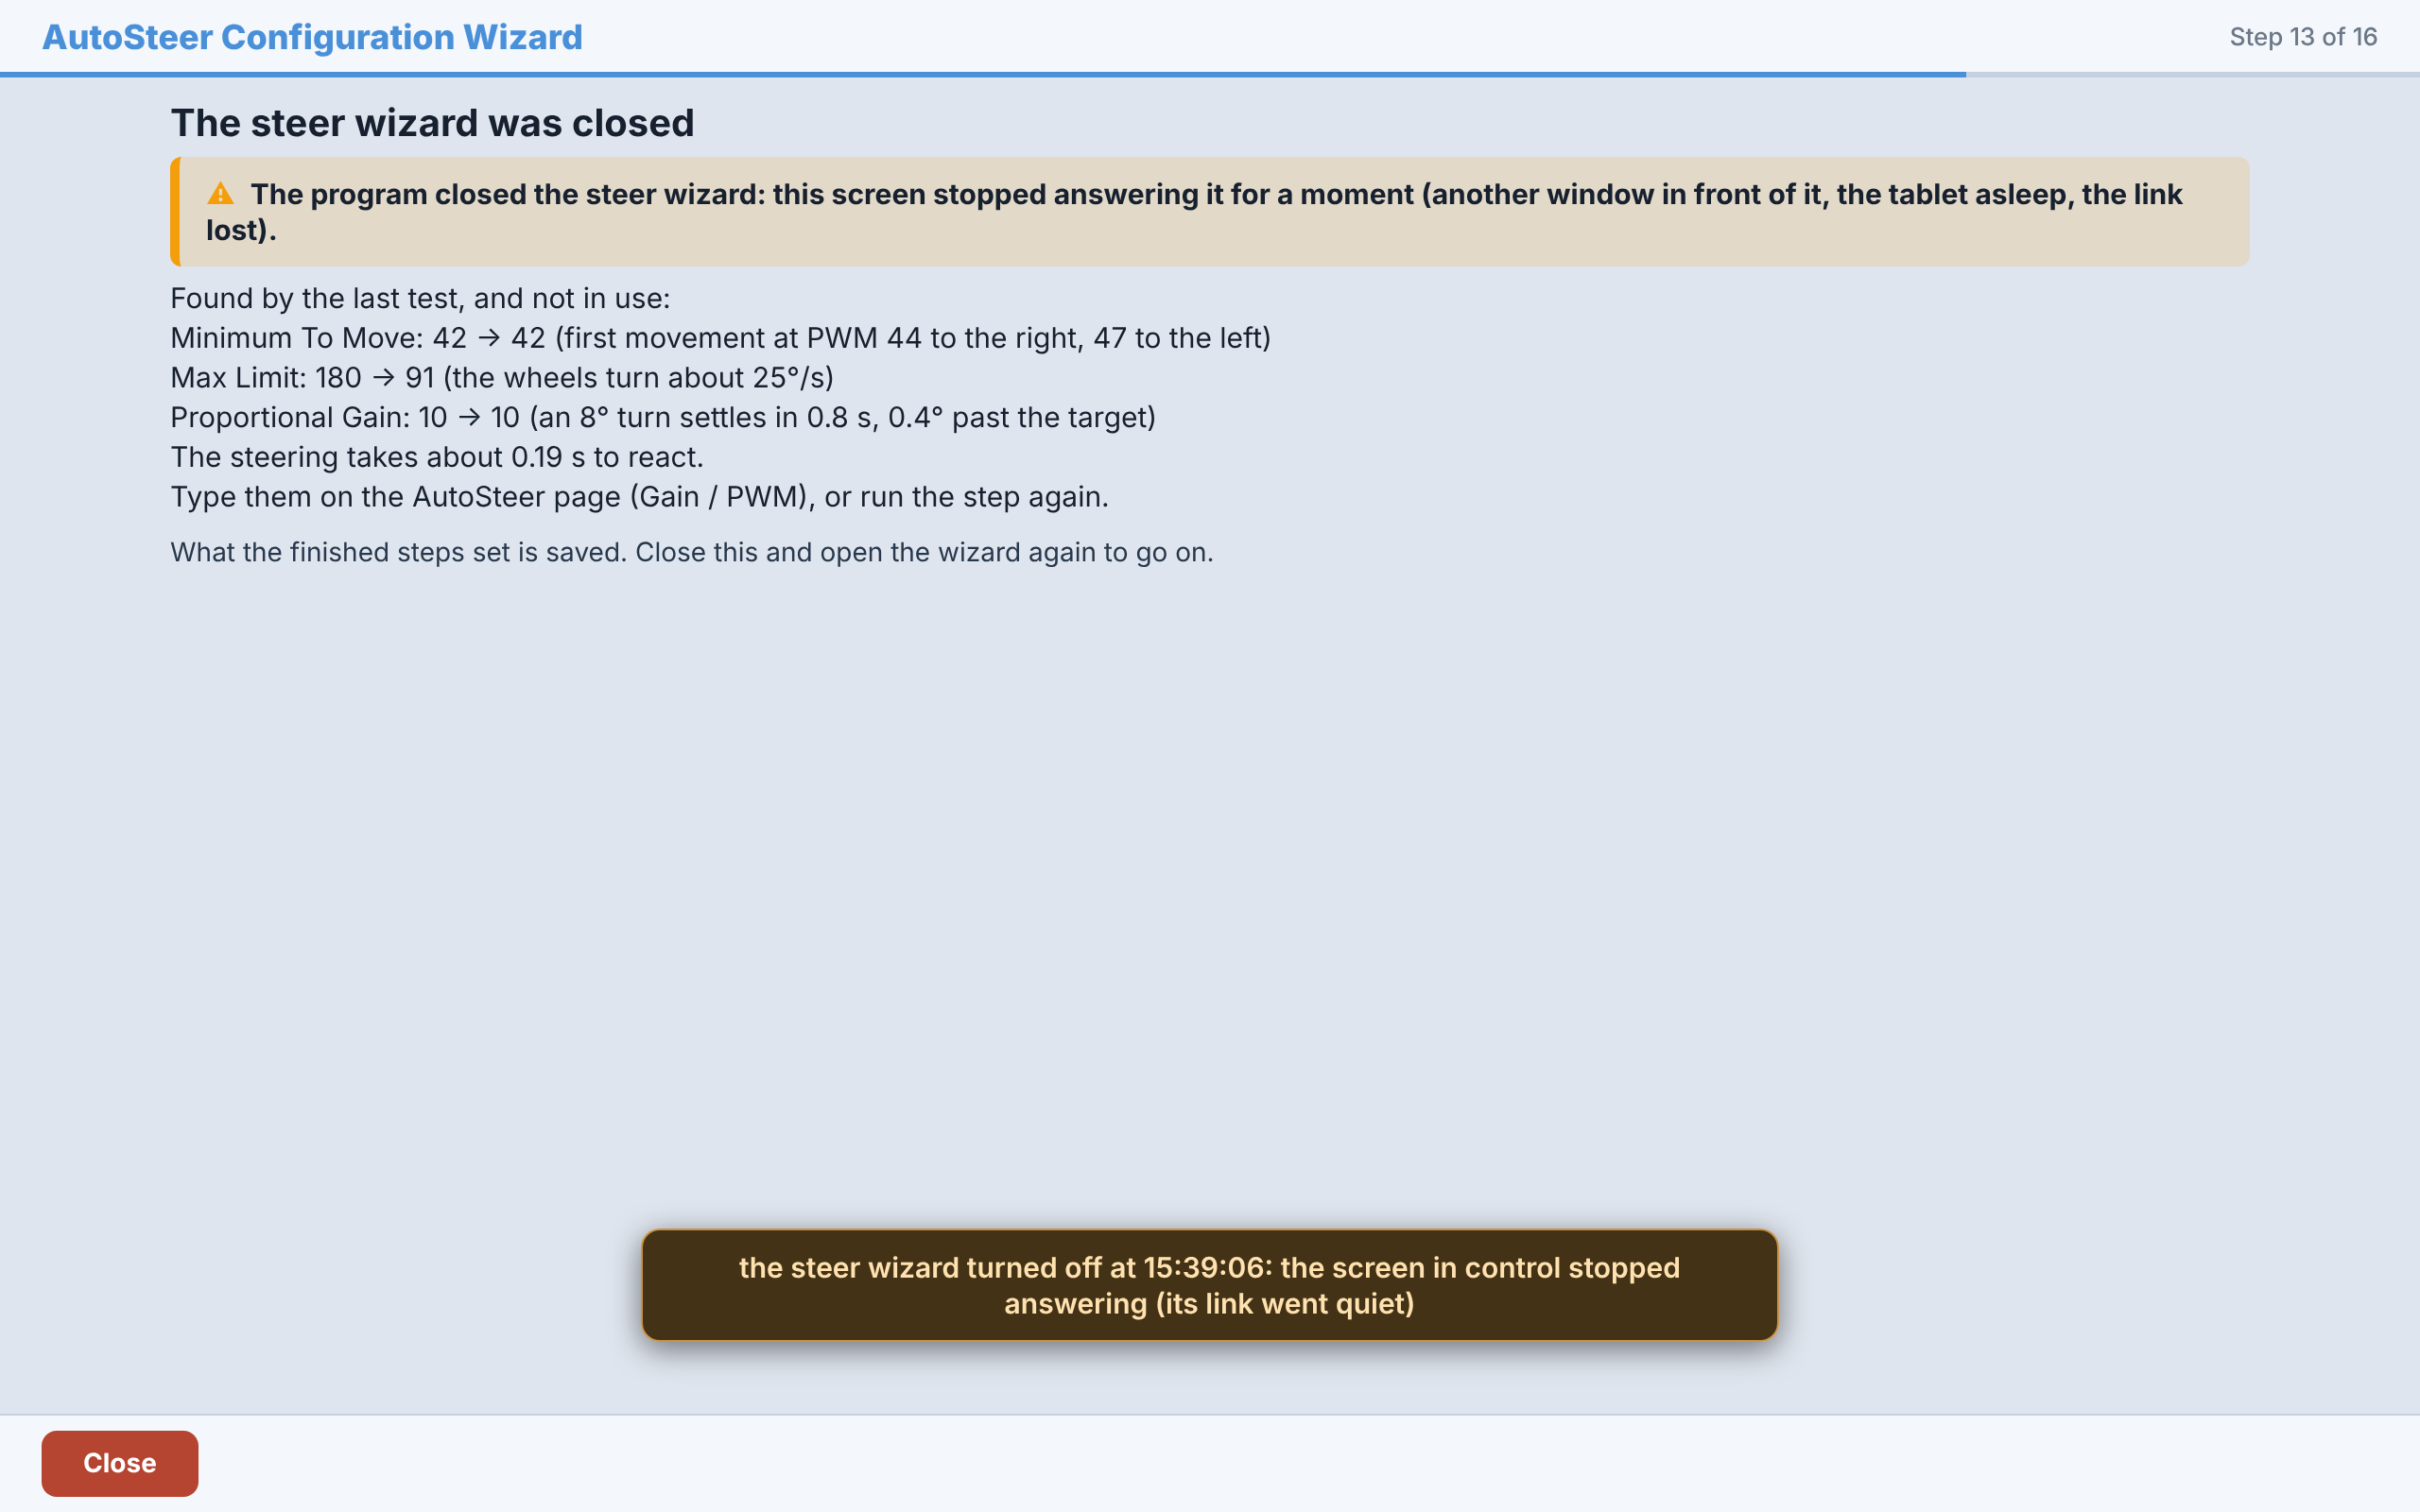 AutoSteer Configuration Wizard
Step 13 of 16
The steer wizard was closed
The program closed the steer wizard: this screen stopped answering it for a moment (another window in front of it, the tablet asleep, the link
lost).
Found by the last test, and not in use:
Minimum To Move: 42 → 42 (first movement at PWM 44 to the right, 47 to the left)
Max Limit: 180 → 91 (the wheels turn about 25°/s)
Proportional Gain: 10 → 10 (an 8° turn settles in 0.8 s, 0.4° past the target)
The steering takes about 0.19 s to react.
Type them on the AutoSteer page (Gain / PWM), or run the step again.
What the finished steps set is saved. Close this and open the wizard again to go on.
the steer wizard turned off at 15:39:06: the screen in control stopped
answering (its link went quiet)
Close